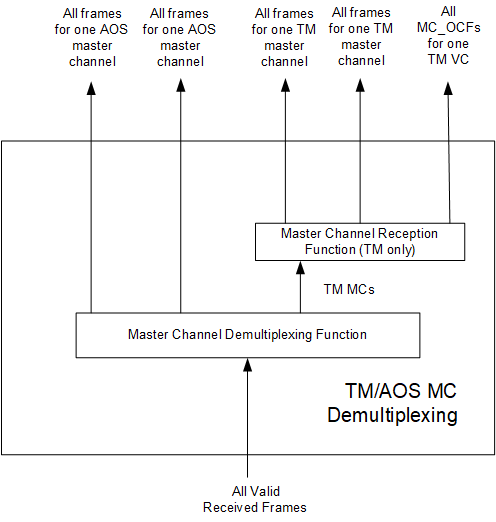 All frames
for one AOS
master
channel
All frames
for one AOS
master
channel
All frames
for one TM
master
channel
All frames
for one TM
master
channel
All
MC_OCFs
for one
TM VC
Master Channel Reception
Function (TM only)
TM MCs
Master Channel Demultiplexing Function
TM/AOS MC
Demultiplexing
All Valid
Received Frames